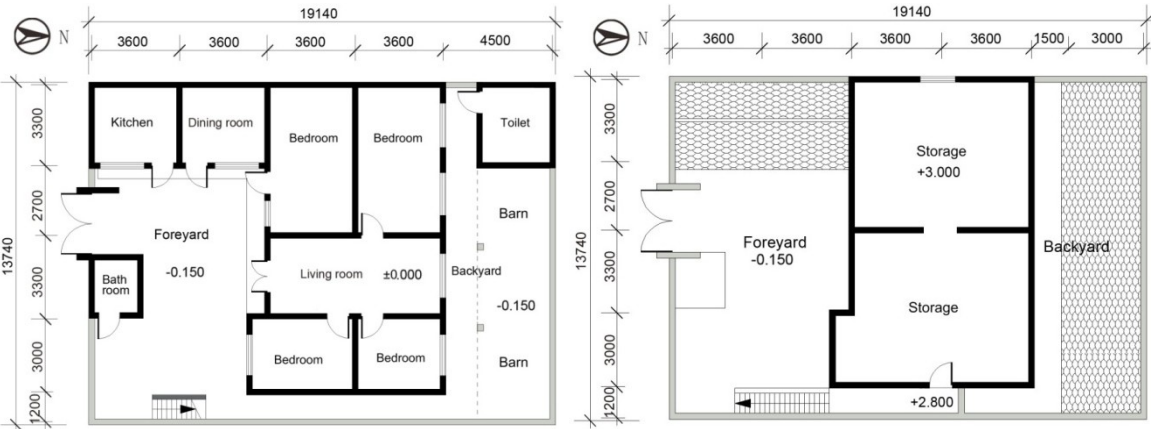 19140
N
3600
3600
3600
3600
4500
13740
3300
2700
3300
3000
1200
Kitchen
Dining room
Bedroom
Bedroom
Toilet
Foreyard
-0.150
Bath
room
Living room
±0.000
Backyard
Barn
-0.150
Barn
Bedroom
Bedroom
19140
N
3600
3600
3600
3600
1500
3000
13740
3300
2700
3300
3000
1200
Storage
+3.000
Foreyard
-0.150
Backyard
Storage
+2.800